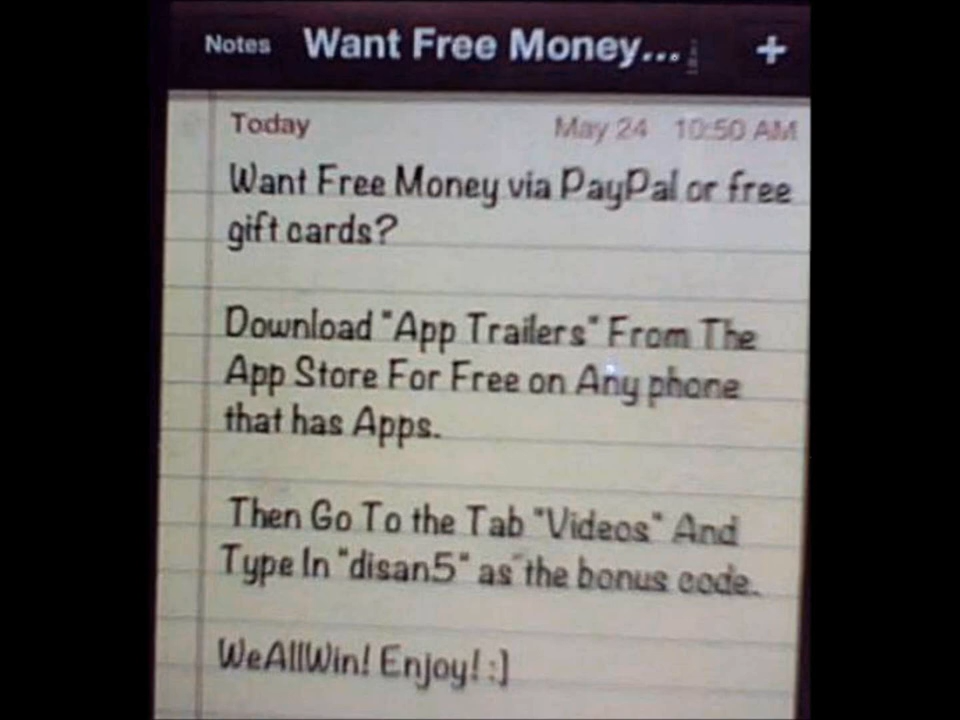 Notes Want Free Money... +
Today May 24 10:50 AM
Want Free Money via PayPal or free
gift cards?
Download "App Trailers" From The
App Store For Free on Any phone
that has Apps.
Then Go To the Tab "Videos" And
Type In "disan5" as the bonus code.
WeAllWin! Enjoy! :]